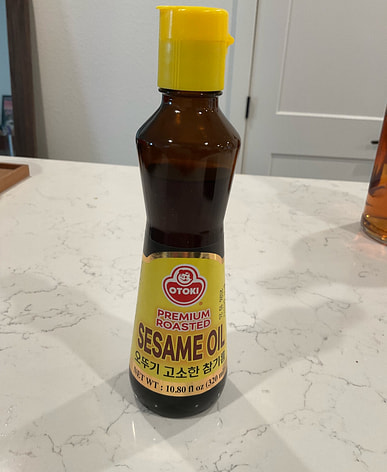 OTOKI
PREMIUM
ROASTED
SESAME OIL
오뚜기 고소한 참기름
NET WT : 10.80 fl oz (320